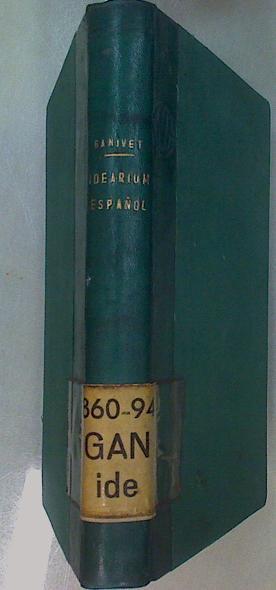 GANIVET
IDEARIUM
ESPAÑOL
860-94
GAN
ide